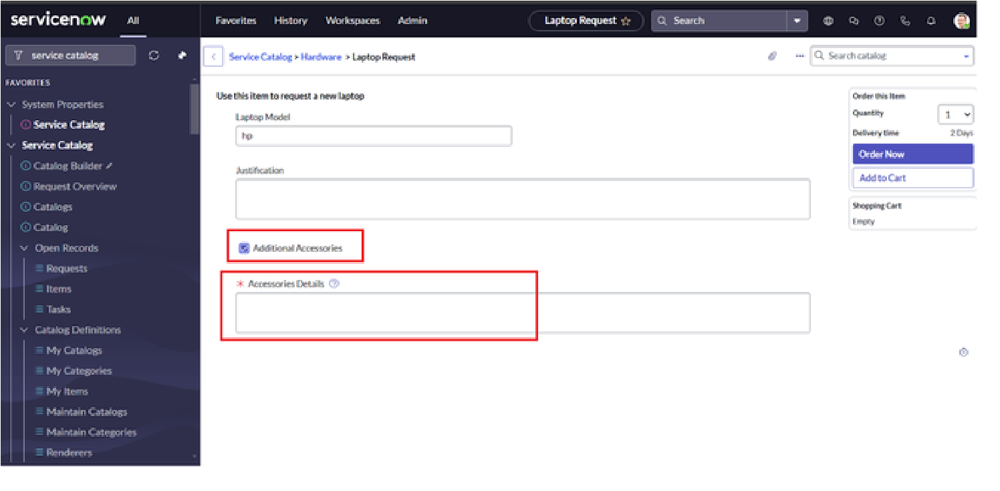 servicenow All Favorites History Workspaces Admin Laptop Request Search
service catalog
Service Catalog > Hardware > Laptop Request
Search catalog
FAVORITES
System Properties
Service Catalog
Service Catalog
Catalog Builder
Request Overview
Catalogs
Catalog
Open Records
Requests
Items
Tasks
Catalog Definitions
My Catalogs
My Categories
My Items
Maintain Catalogs
Maintain Categories
Renderers
Use this item to request a new laptop
Laptop Model
hp
Justification
Additional Accessories
* Accessories Details
Order this Item
Quantity 1
Delivery time 2 Days
Order Now
Add to Cart
Shopping Cart
Empty